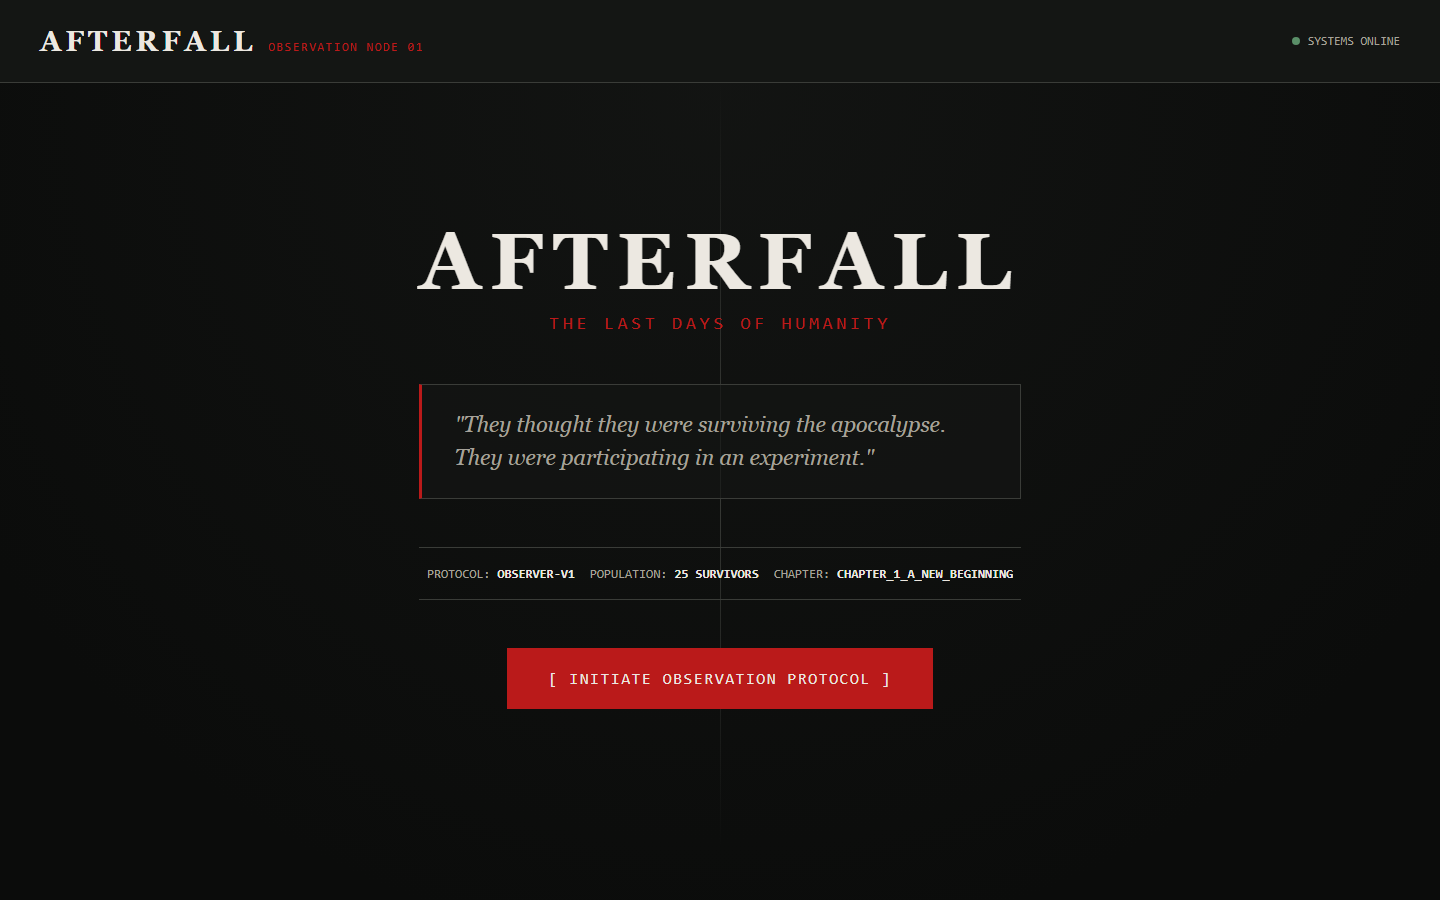 AFTERFALL OBSERVATION NODE 01
SYSTEMS ONLINE
AFTERFALL
THE LAST DAYS OF HUMANITY
"They thought they were surviving the apocalypse.
They were participating in an experiment."
PROTOCOL: OBSERVER-V1 POPULATION: 25 SURVIVORS CHAPTER: CHAPTER_1_A_NEW_BEGINNING
[ INITIATE OBSERVATION PROTOCOL ]